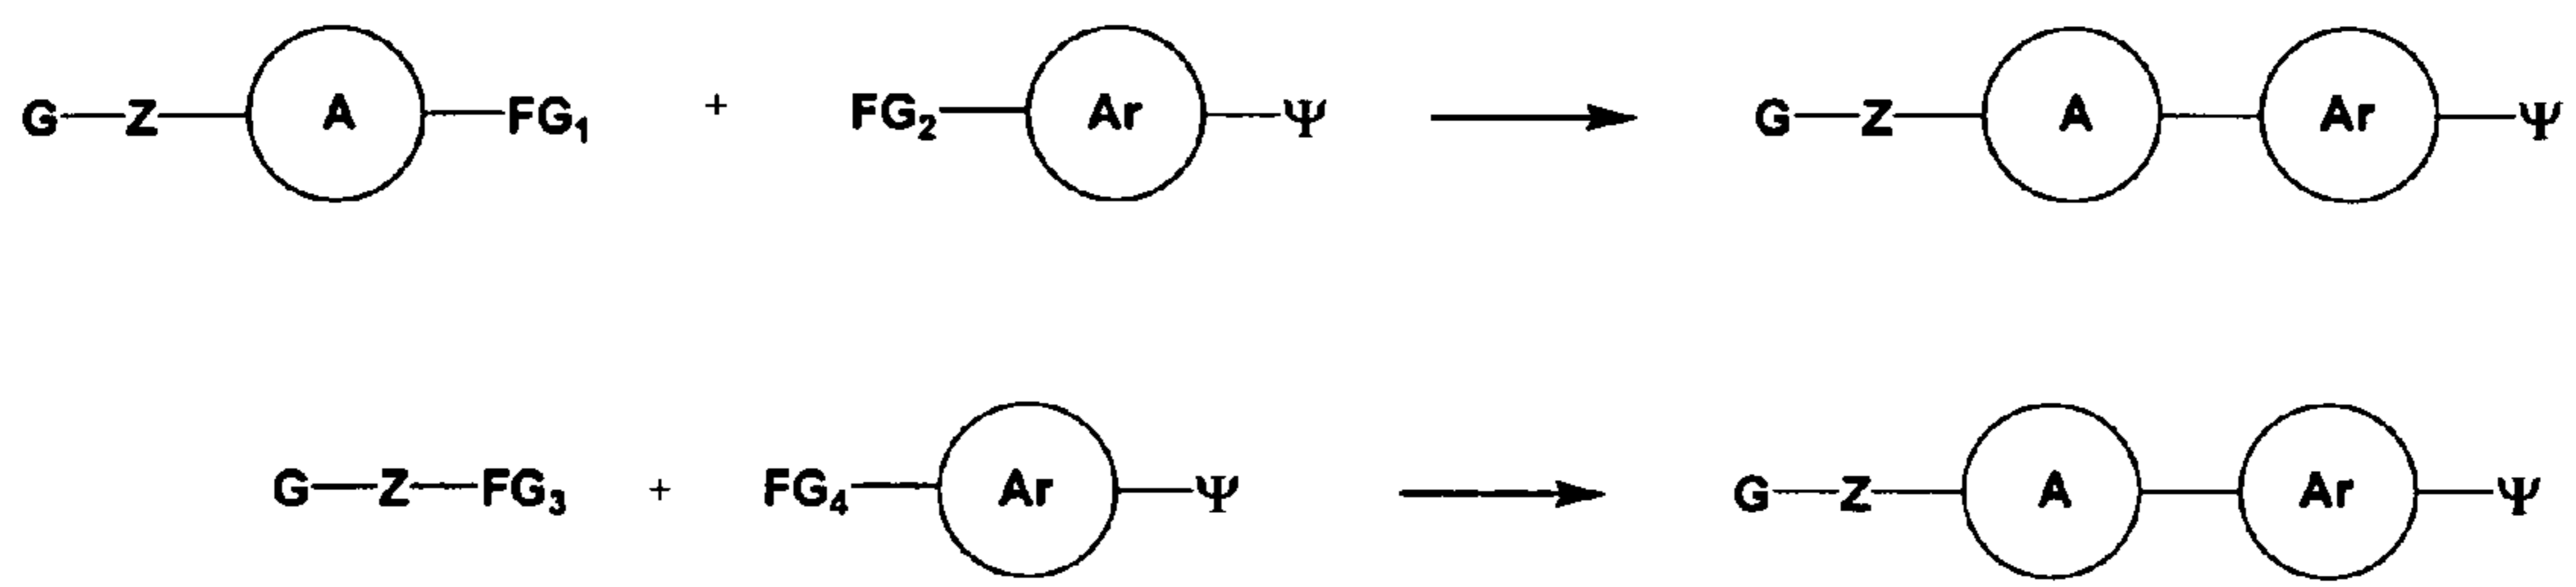 G—Z—A—FG₁ + FG₂—Ar—Ψ → G—Z—A—Ar—Ψ
G—Z—FG₃ + FG₄—Ar—Ψ → G—Z—A—Ar—Ψ